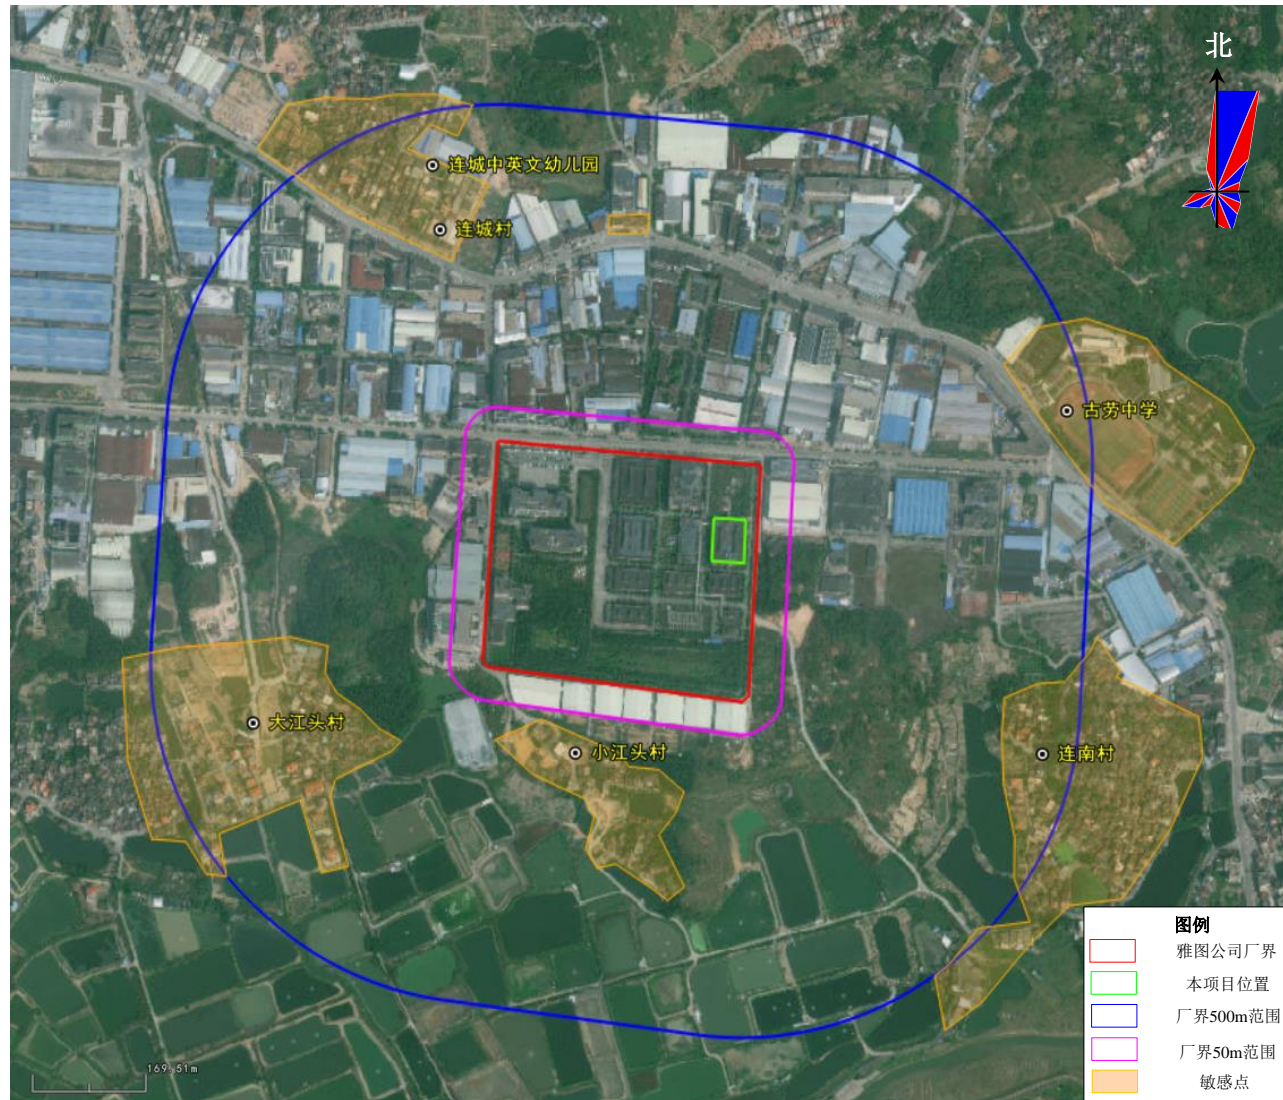 北
连城中英文幼儿园
连城村
古劳中学
大江头村
小江头村
连南村
图例
雅图公司厂界
本项目位置
厂界500m范围
厂界50m范围
敏感点
169.51m